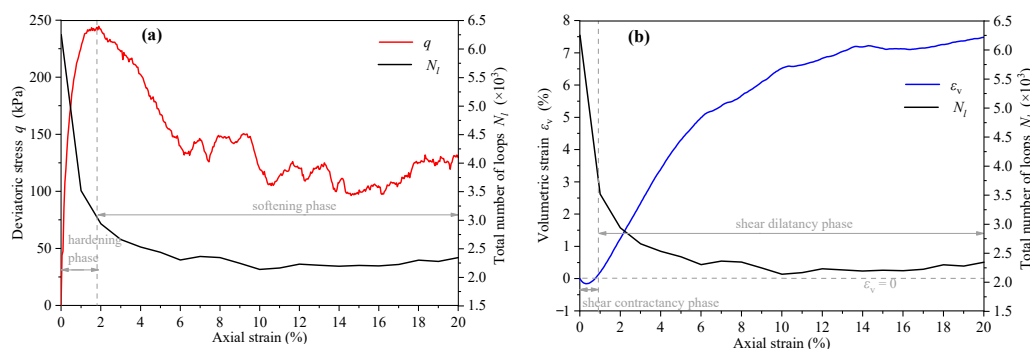 (a)
q
N_l
250
200
150
100
50
0
Deviatoric stress q (kPa)
6.5
6.0
5.5
5.0
4.5
4.0
3.5
3.0
2.5
2.0
1.5
Total number of loops N_l (×10³)
softening phase
hardening
phase
0 2 4 6 8 10 12 14 16 18 20
Axial strain (%)
(b)
ε_v
N_l
8
7
6
5
4
3
2
1
0
−1
Volumetric strain ε_v (%)
6.5
6.0
5.5
5.0
4.5
4.0
3.5
3.0
2.5
2.0
1.5
Total number of loops N_l (×10³)
shear dilatancy phase
ε_v = 0
shear contractancy phase
0 2 4 6 8 10 12 14 16 18 20
Axial strain (%)